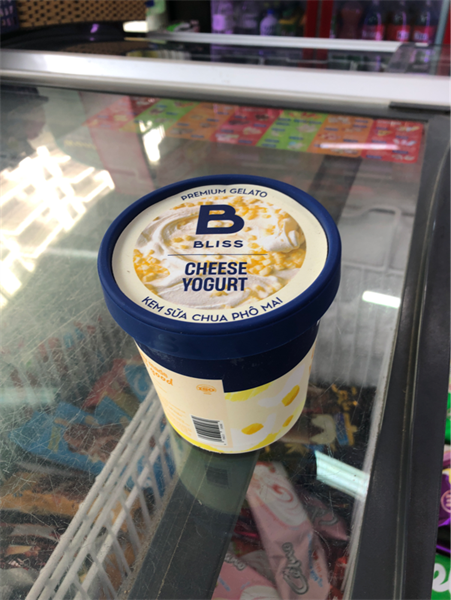 PREMIUM GELATO
B
BLISS
CHEESE
YOGURT
KEM SỮA CHUA PHÔ MAI